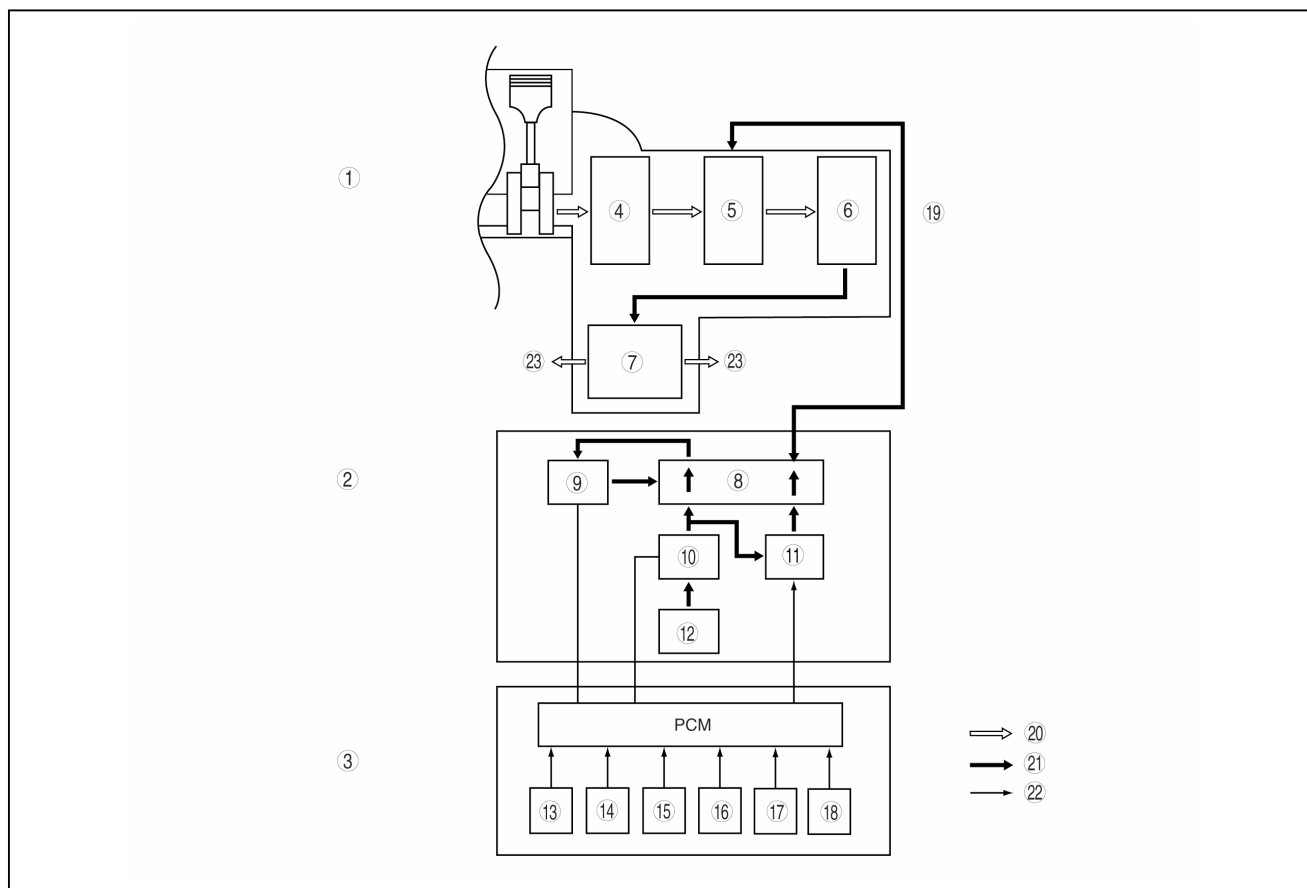 ①
④ ⑤ ⑥
⑲
㉓ ⑦ ㉓
②
⑨ ⑧
⑩ ⑪
⑫
PCM
③
⑬ ⑭ ⑮ ⑯ ⑰ ⑱
⑳
㉑
㉒